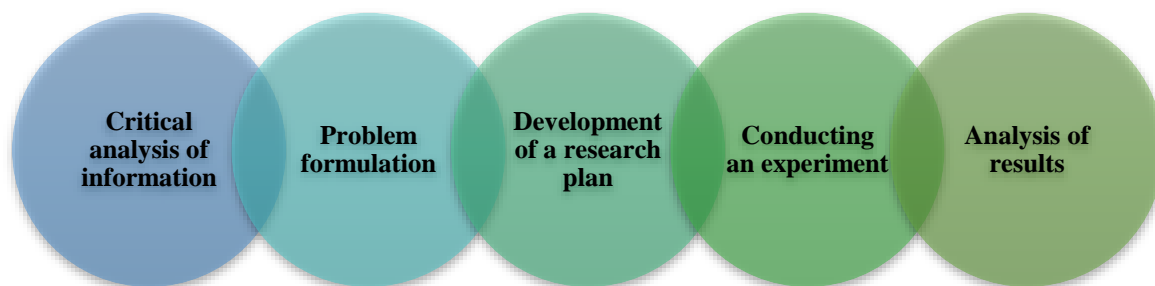 Critical
analysis of
information
Problem
formulation
Development
of a research
plan
Conducting
an experiment
Analysis of
results